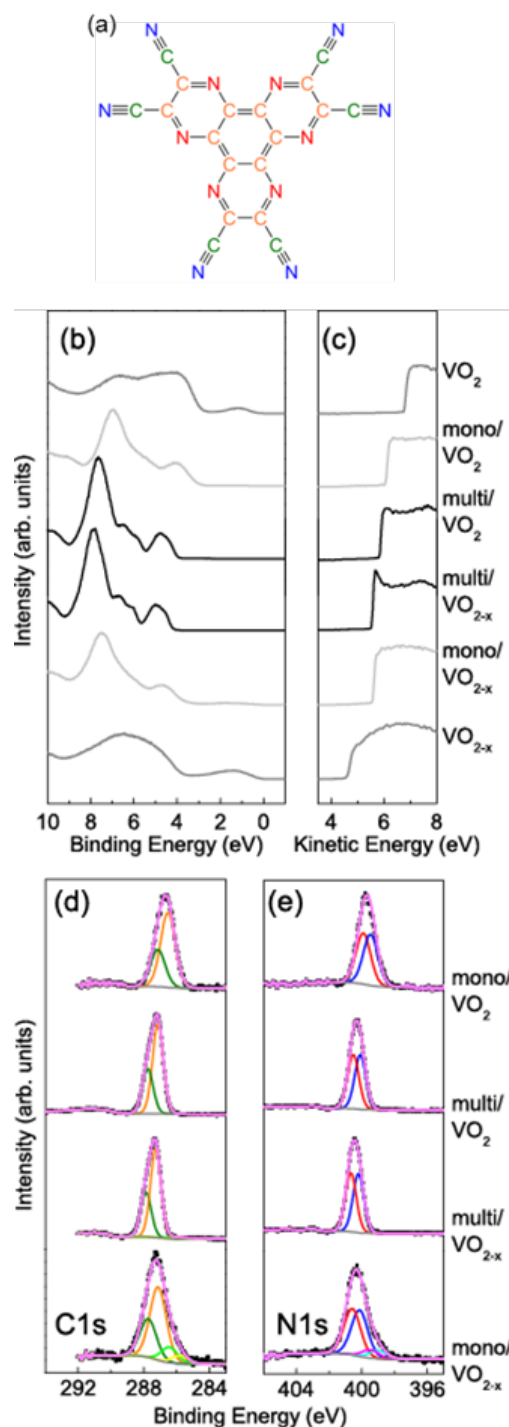 (a)
N N
C C
N≡C C N N C C≡N
C C C C
N C C N
C C
N N
C C
C C
N N
(b) (c)
VO2
mono/
VO2
multi/
VO2
multi/
VO2-x
mono/
VO2-x
VO2-x
Intensity (arb. units)
10 8 6 4 2 0 4 6 8
Binding Energy (eV) Kinetic Energy (eV)
(d) (e)
mono/
VO2
multi/
VO2
multi/
VO2-x
mono/
VO2-x
Intensity (arb. units)
C1s N1s
292 288 284 404 400 396
Binding Energy (eV)